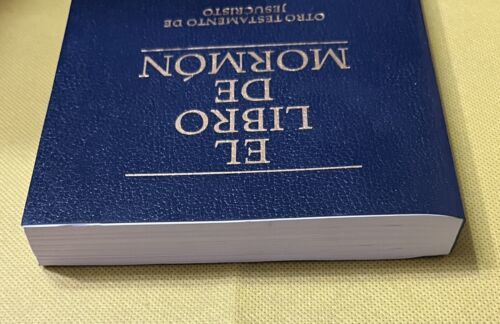 EL
LIBRO
DE
MORMÓN
OTRO TESTAMENTO DE
JESUCRISTO